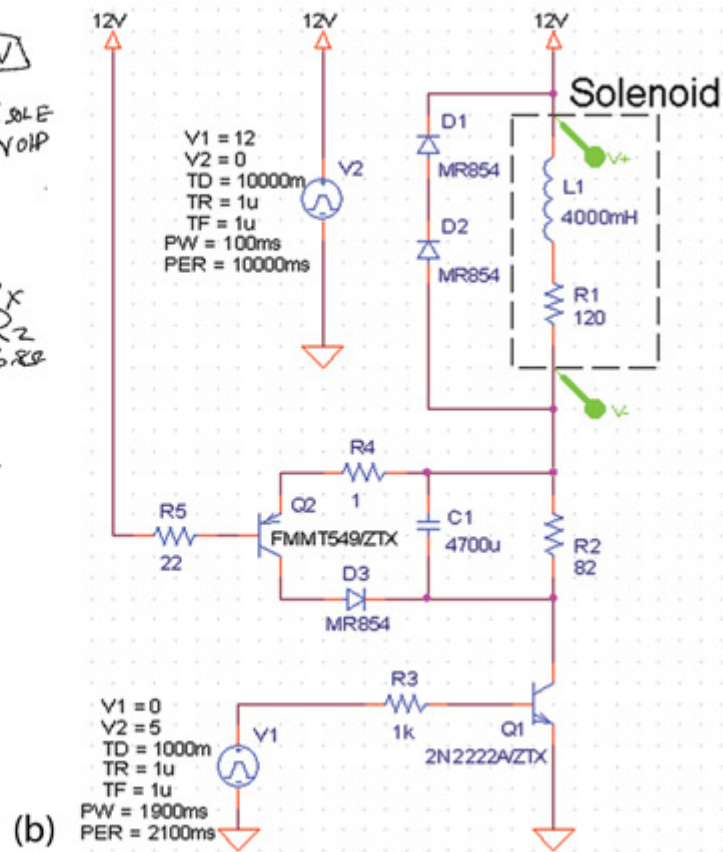 12V
12V
12V
Solenoid
V1 = 12
V2 = 0
TD = 10000m
TR = 1u
TF = 1u
PW = 100ms
PER = 10000ms
V2
D1
MR854
D2
MR854
V+
L1
4000mH
R1
120
V-
R4
1
R5
22
Q2
FMMT549/ZTX
C1
4700u
R2
82
D3
MR854
V1 = 0
V2 = 5
TD = 1000m
TR = 1u
TF = 1u
PW = 1900ms
PER = 2100ms
V1
R3
1k
Q1
2N2222A/ZTX
(b)